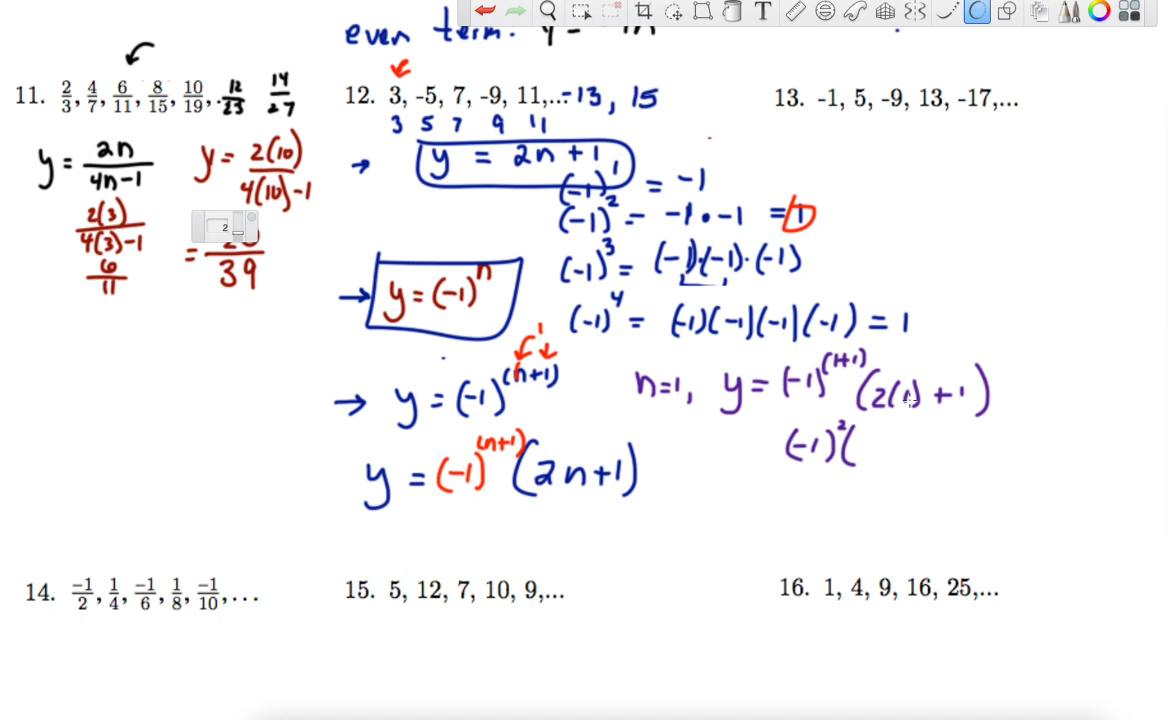 even term: y = - 1n
11. 2/3, 4/7, 6/11, 8/15, 10/19, . 12/23 14/27
12. 3, -5, 7, -9, 11,... -13, 15
13. -1, 5, -9, 13, -17,...
3 5 7 9 11
y = 2n/4n-1
y = 2(10)/4(10)-1
→ y = 2n + 1
(-1)^1 = -1
2(3)/4(3)-1
2
(-1)^2 = -1 • -1 = 1
6/11
= 20/39
(-1)^3 = (-1)·(-1)·(-1)
→ y = (-1)^n
(-1)^4 = (-1)(-1)(-1)(-1) = 1
1
→ y = (-1)^(n+1)
n=1, y = (-1)^(1+1) (2(1) + 1)
(-1)^2 (
y = (-1)^(n+1) (2n+1)
14. -1/2, 1/4, -1/6, 1/8, -1/10, ...
15. 5, 12, 7, 10, 9,...
16. 1, 4, 9, 16, 25,...